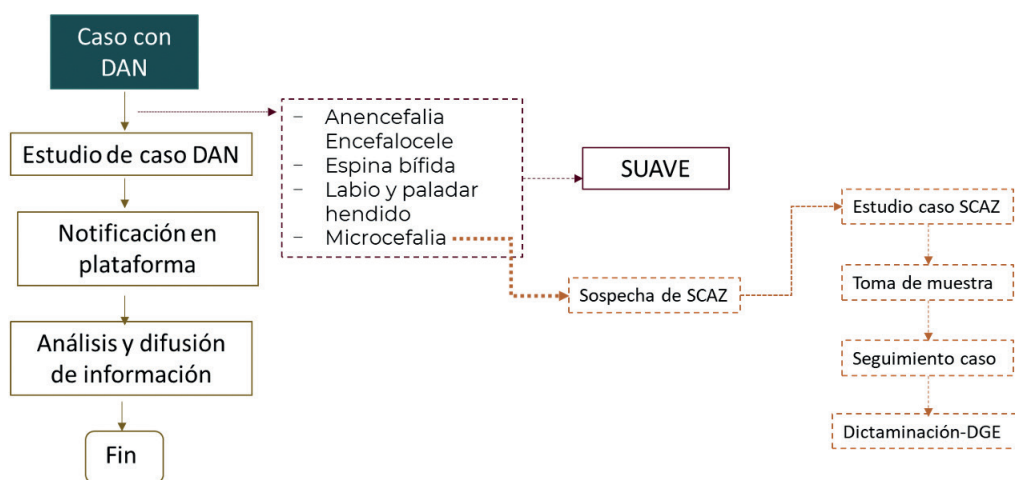 Caso con
DAN
Estudio de caso DAN
Notificación en
plataforma
Análisis y difusión
de información
Fin
- Anencefalia
Encefalocele
- Espina bífida
- Labio y paladar
hendido
- Microcefalia
SUAVE
Sospecha de SCAZ
Estudio caso SCAZ
Toma de muestra
Seguimiento caso
Dictaminación-DGE